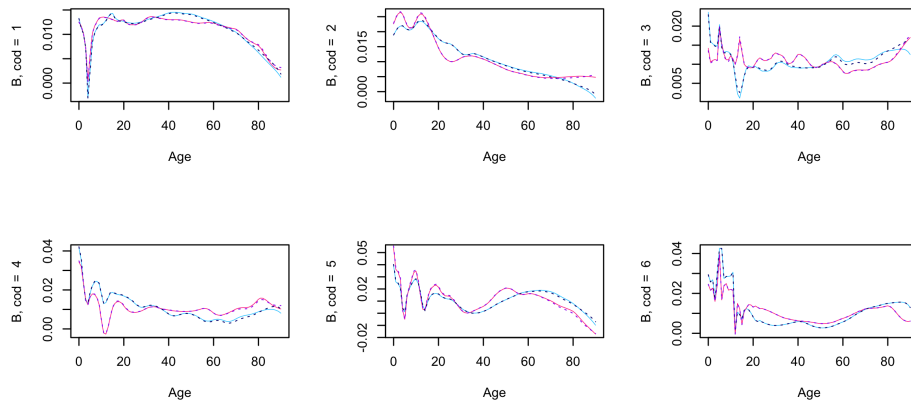 B, cod = 1
0.000 0.010
0 20 40 60 80
Age
B, cod = 2
0.000 0.015
0 20 40 60 80
Age
B, cod = 3
0.005 0.020
0 20 40 60 80
Age
B, cod = 4
0.00 0.02 0.04
0 20 40 60 80
Age
B, cod = 5
-0.02 0.02 0.05
0 20 40 60 80
Age
B, cod = 6
0.00 0.02 0.04
0 20 40 60 80
Age